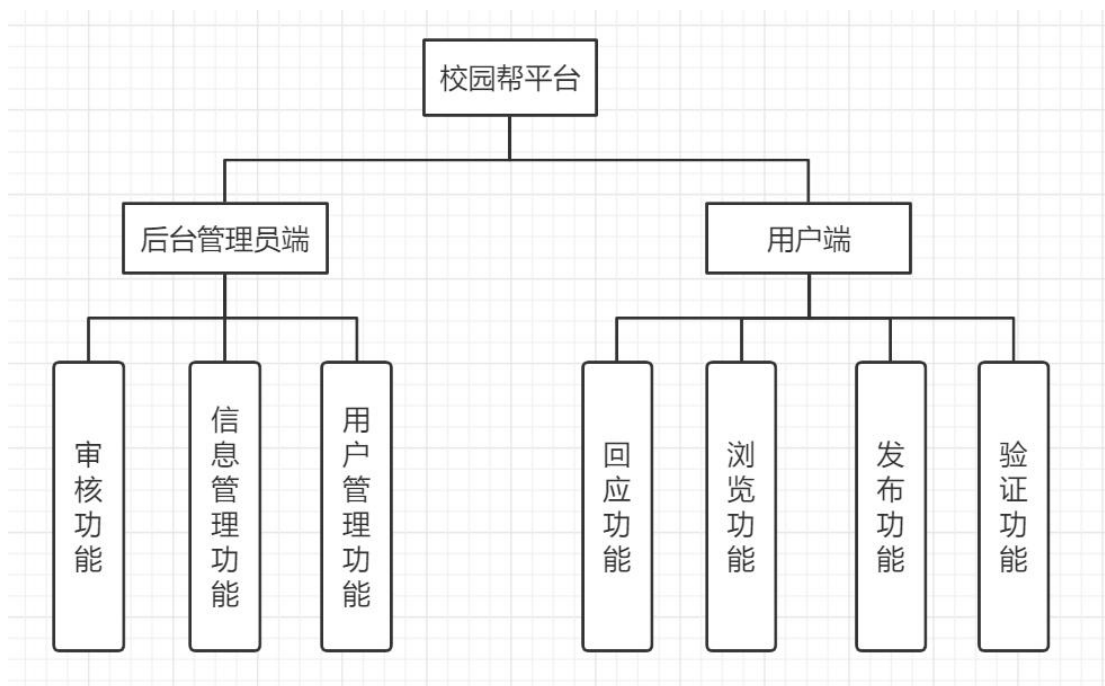 校园帮平台
后台管理员端
用户端
审核功能
信息管理功能
用户管理功能
回应功能
浏览功能
发布功能
验证功能